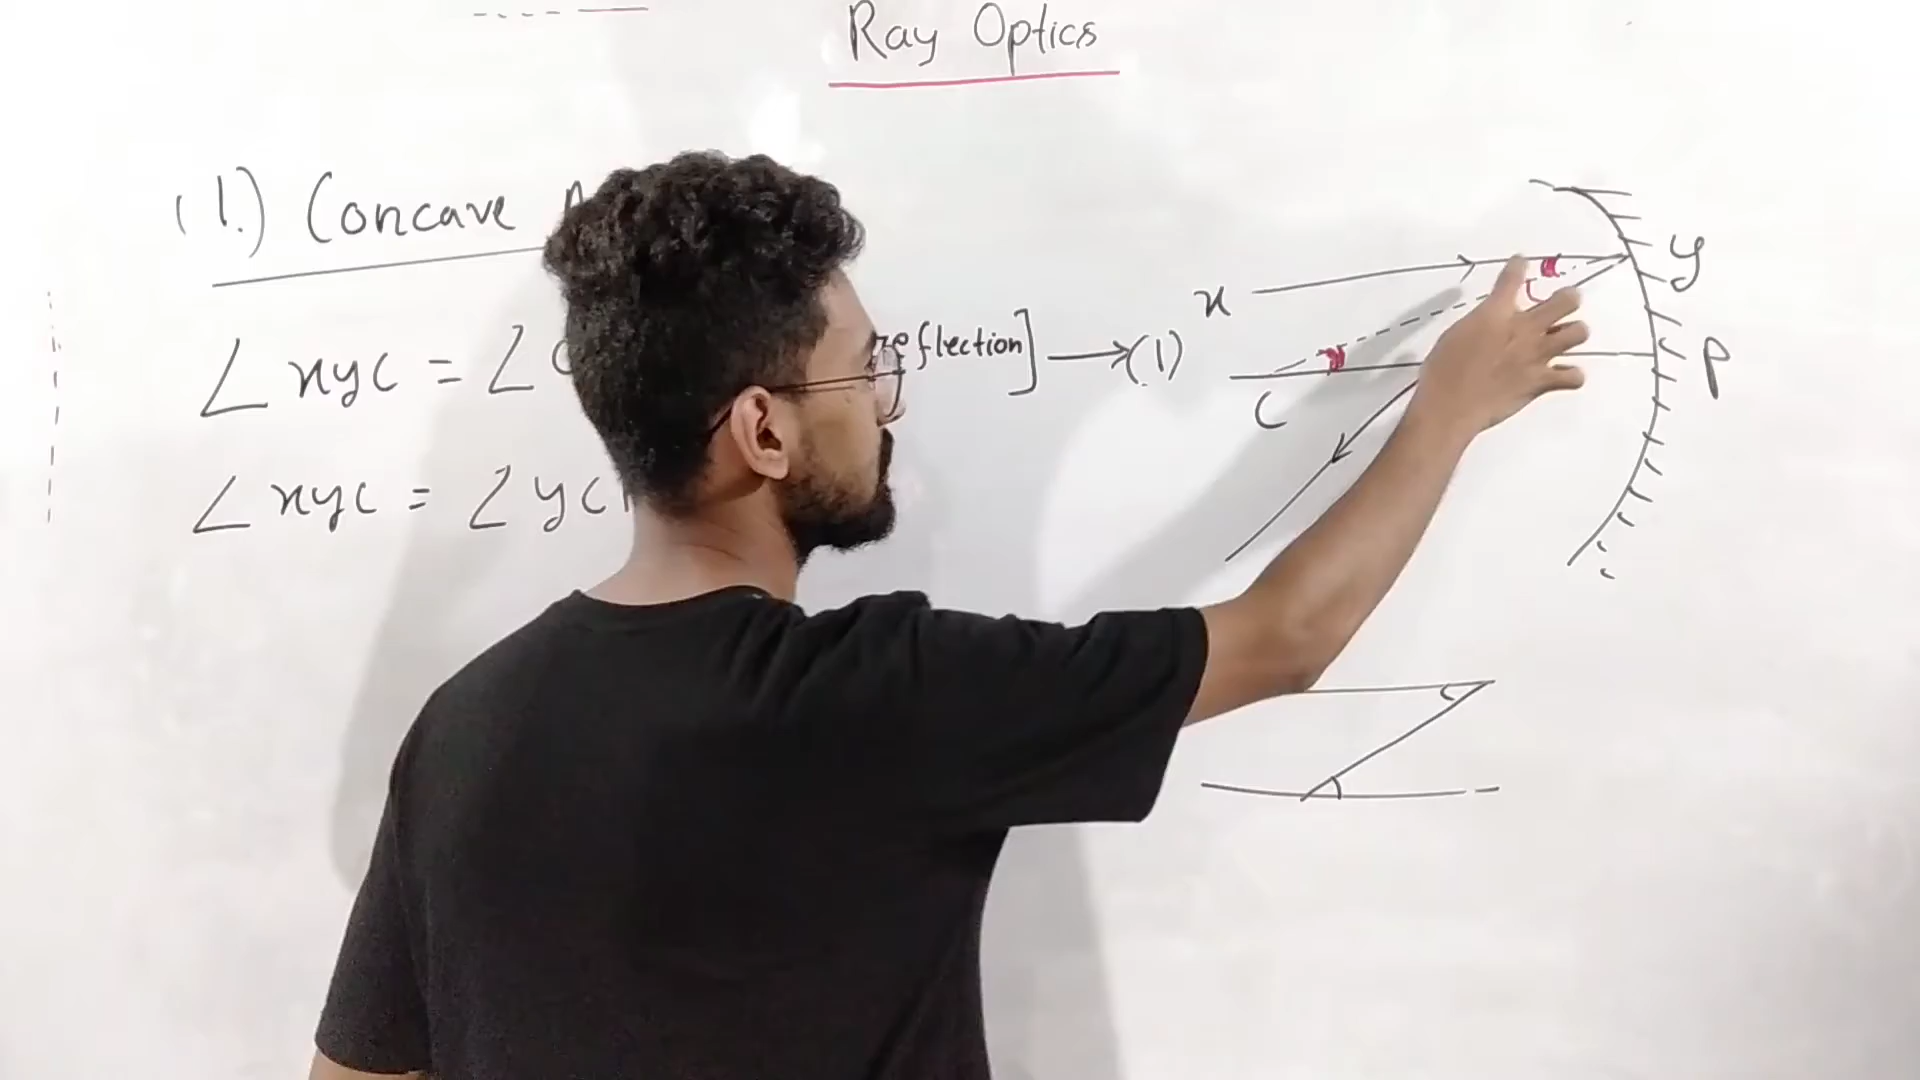 Ray Optics
(1.) Concave
∠ xyc = ∠ reflection] → (1)
∠ xyc = ∠ yc
x
y
C
P